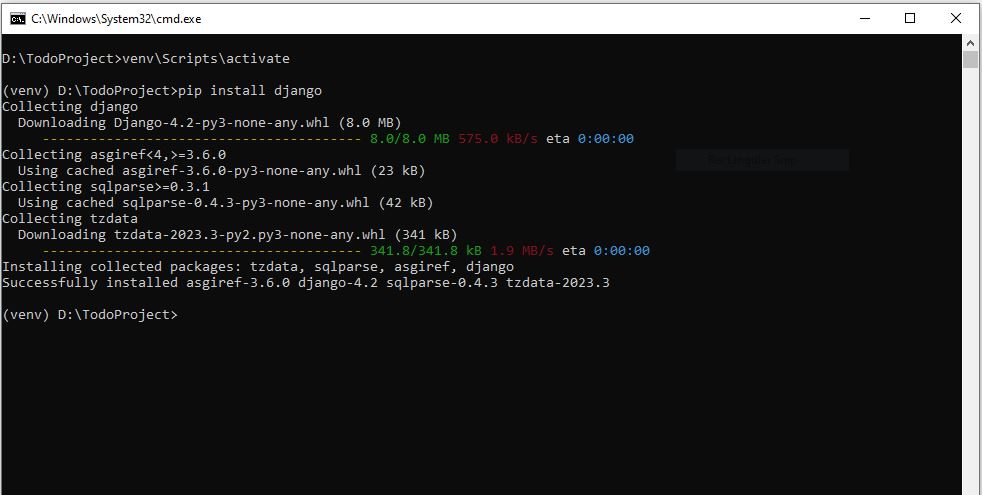 C:\Windows\System32\cmd.exe
D:\TodoProject>venv\Scripts\activate
(venv) D:\TodoProject>pip install django
Collecting django
  Downloading Django-4.2-py3-none-any.whl (8.0 MB)
     ---------------------------------------- 8.0/8.0 MB 575.0 kB/s eta 0:00:00
Collecting asgiref<4,>=3.6.0
  Using cached asgiref-3.6.0-py3-none-any.whl (23 kB)
Collecting sqlparse>=0.3.1
  Using cached sqlparse-0.4.3-py3-none-any.whl (42 kB)
Collecting tzdata
  Downloading tzdata-2023.3-py2.py3-none-any.whl (341 kB)
     ---------------------------------------- 341.8/341.8 kB 1.9 MB/s eta 0:00:00
Installing collected packages: tzdata, sqlparse, asgiref, django
Successfully installed asgiref-3.6.0 django-4.2 sqlparse-0.4.3 tzdata-2023.3
(venv) D:\TodoProject>
Rectangular Snip